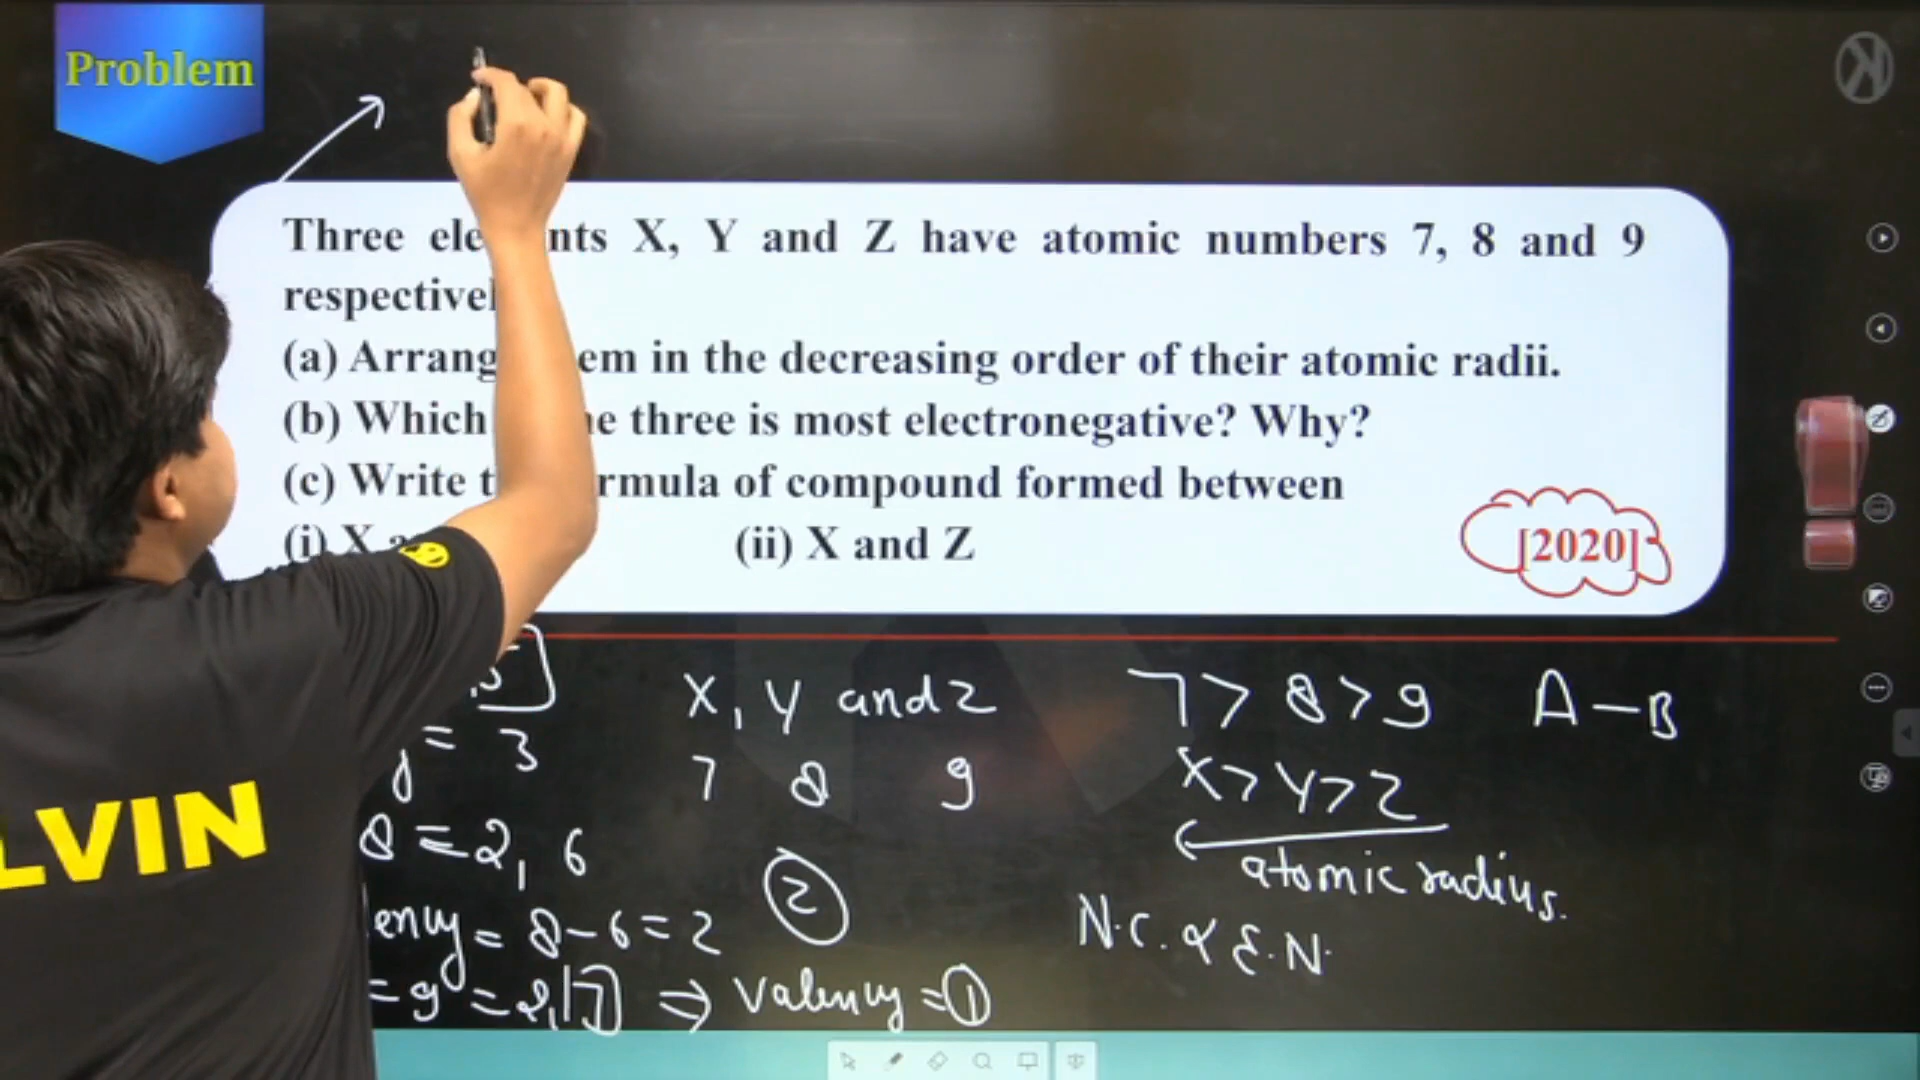 Problem
Three ele nts X, Y and Z have atomic numbers 7, 8 and 9
respectivel
(a) Arrang em in the decreasing order of their atomic radii.
(b) Which e three is most electronegative? Why?
(c) Write t rmula of compound formed between
(i) X a (ii) X and Z
[2020]
X, Y and Z 7 > 8 > 9 A - B
y = 3 7 8 9 X > Y > Z
8 = 2, 6 atomic radius.
ency = 8 - 6 = 2 2 N.C. α E.N.
= 9 = 2, 7 ⇒ Valency = 1
LVIN